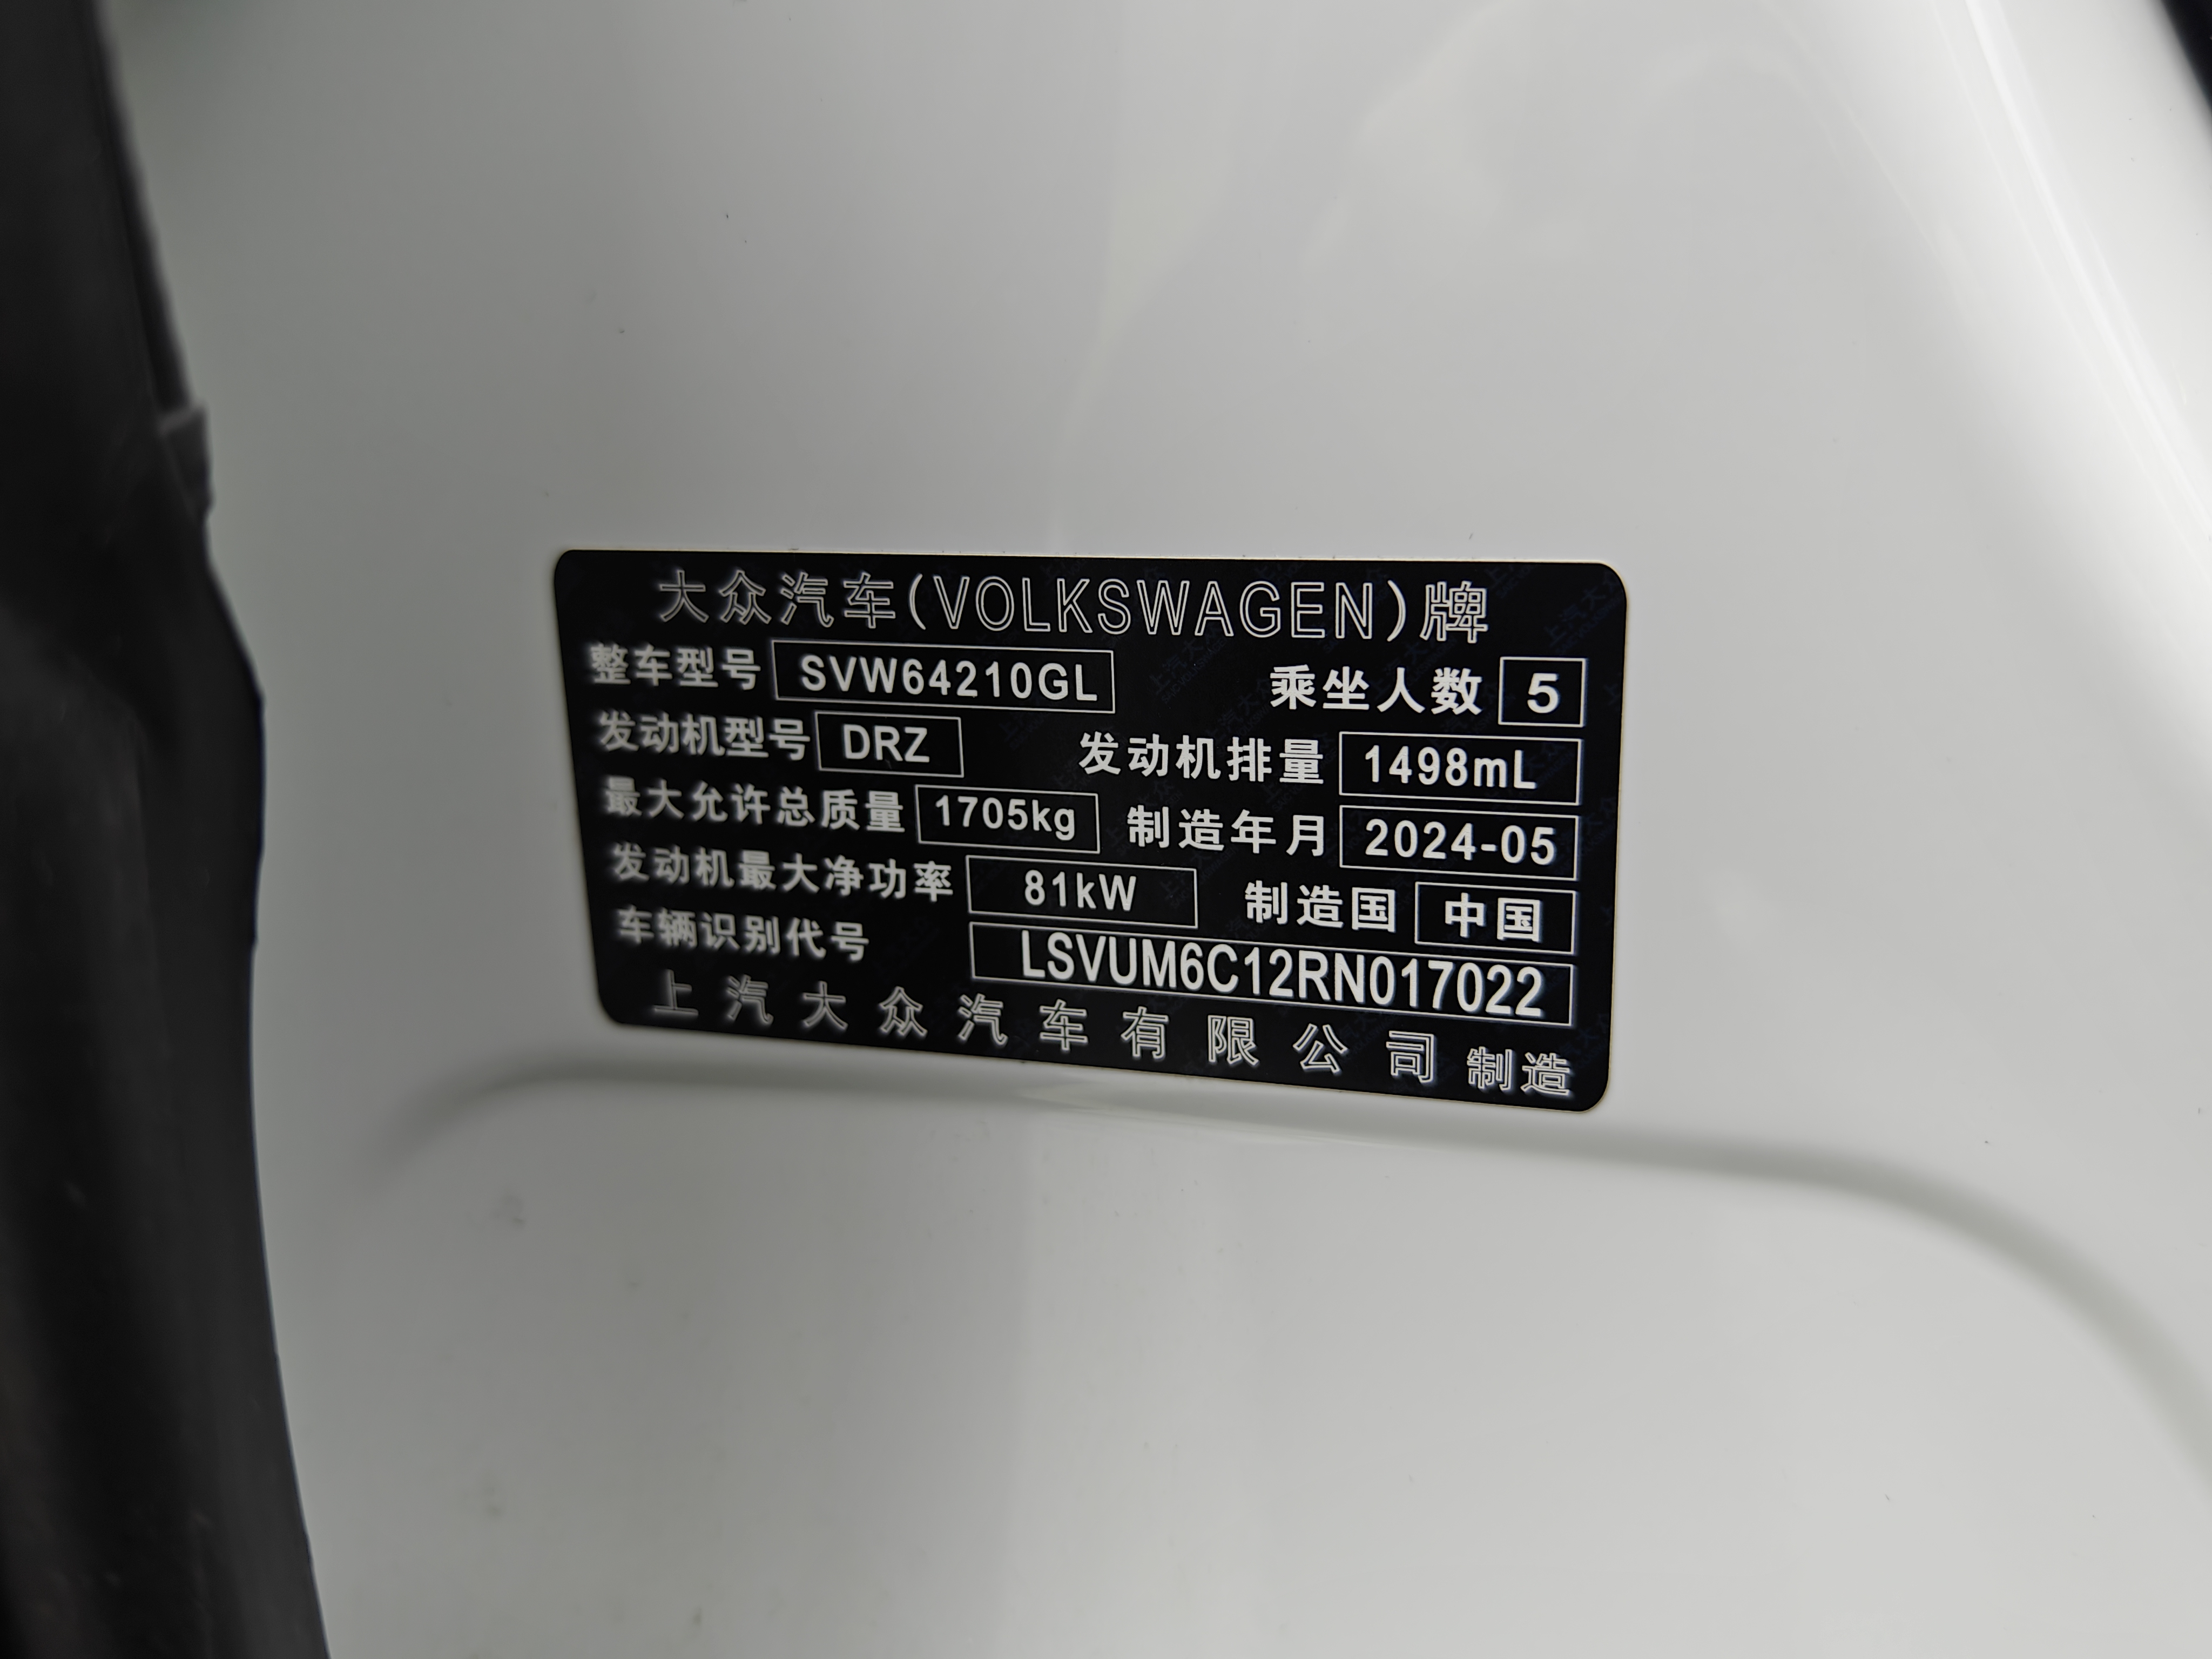 大众汽车(VOLKSWAGEN)牌
整车型号 SVW64210GL 乘坐人数 5
发动机型号 DRZ 发动机排量 1498mL
最大允许总质量 1705kg 制造年月 2024-05
发动机最大净功率 81kW 制造国 中国
车辆识别代号 LSVUM6C12RN017022
上汽大众汽车有限公司制造